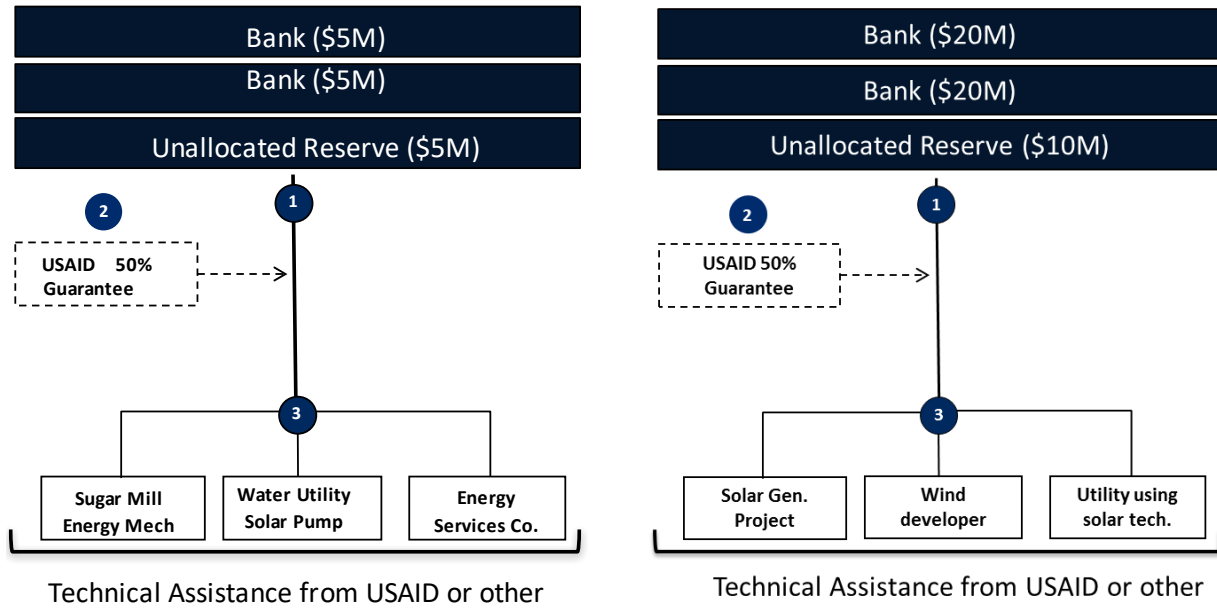 Bank ($5M)
Bank ($5M)
Unallocated Reserve ($5M)
1
2
USAID 50%
Guarantee
3
Sugar Mill
Energy Mech
Water Utility
Solar Pump
Energy
Services Co.
Technical Assistance from USAID or other
Bank ($20M)
Bank ($20M)
Unallocated Reserve ($10M)
1
2
USAID 50%
Guarantee
3
Solar Gen.
Project
Wind
developer
Utility using
solar tech.
Technical Assistance from USAID or other